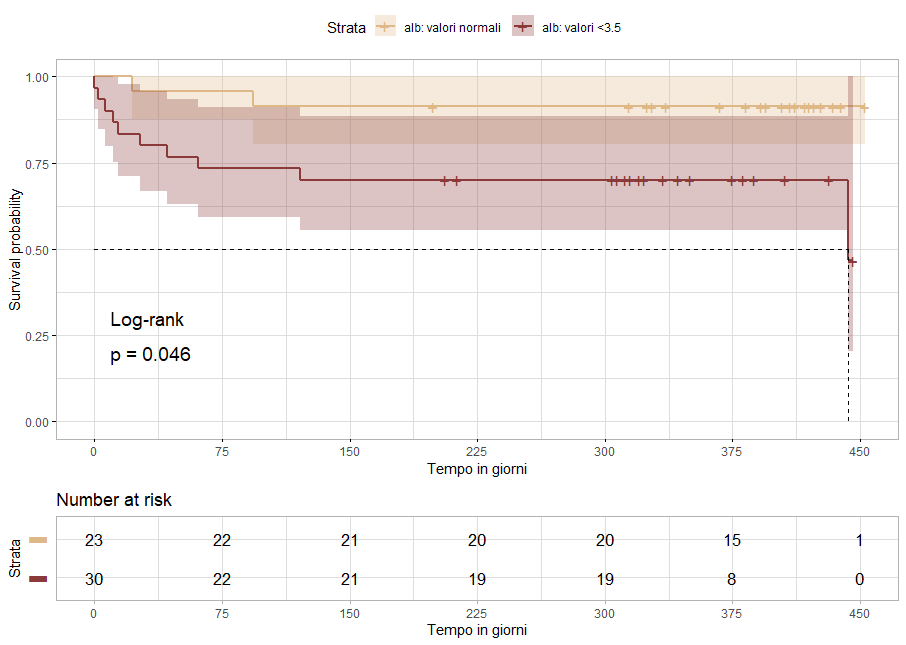 Strata alb: valori normali alb: valori <3.5
1.00
0.75
0.50
0.25
0.00
Survival probability
Log-rank
p = 0.046
0 75 150 225 300 375 450
Tempo in giorni
Number at risk
Strata
23 22 21 20 20 15 1
30 22 21 19 19 8 0
0 75 150 225 300 375 450
Tempo in giorni